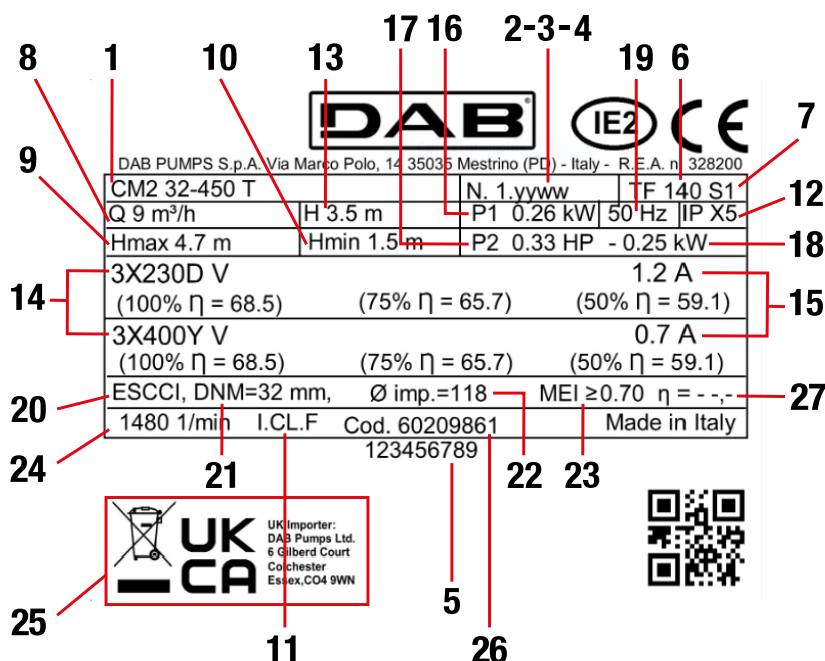 17 16 2-3-4
8 1 10 13 19 6
DAB IE2 CE
7
9
DAB PUMPS S.p.A. Via Marco Polo, 14 35035 Mestrino (PD) - Italy - R.E.A. n. 328200
CM2 32-450 T N. 1.yyww TF 140 S1
12
Q 9 m³/h H 3.5 m P1 0.26 kW 50 Hz IP X5
Hmax 4.7 m Hmin 1.5 m P2 0.33 HP - 0.25 kW
18
3X230D V 1.2 A
14 (100% Ƞ = 68.5) (75% Ƞ = 65.7) (50% Ƞ = 59.1) 15
3X400Y V 0.7 A
(100% Ƞ = 68.5) (75% Ƞ = 65.7) (50% Ƞ = 59.1)
20 ESCCI, DNM=32 mm, Ø imp.=118 MEI ≥0.70 η = - -,- 27
1480 1/min I.CL.F Cod. 60209861 Made in Italy
123456789
24 21 22 23
UK
CA
UK Importer:
DAB Pumps Ltd.
6 Gilberd Court
Colchester
Essex,CO4 9WN
5
25 11 26